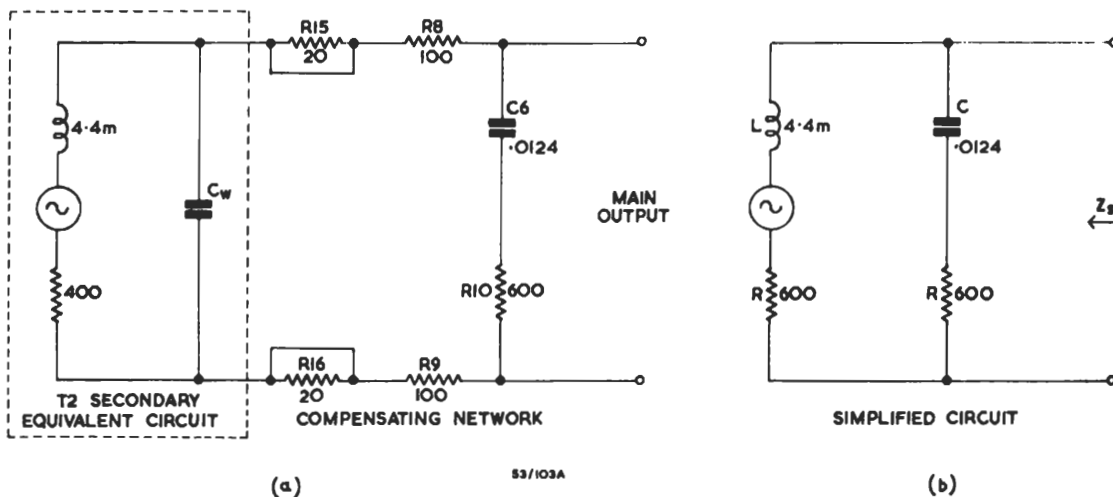 R15
20
R8
100
4·4m
CW
C6
·0124
MAIN
OUTPUT
400
R10 600
R16
20
R9
100
T2 SECONDARY
EQUIVALENT CIRCUIT
COMPENSATING NETWORK
(a)
53/103A
L 4·4m
C
·0124
Zs
R 600
R 600
SIMPLIFIED CIRCUIT
(b)